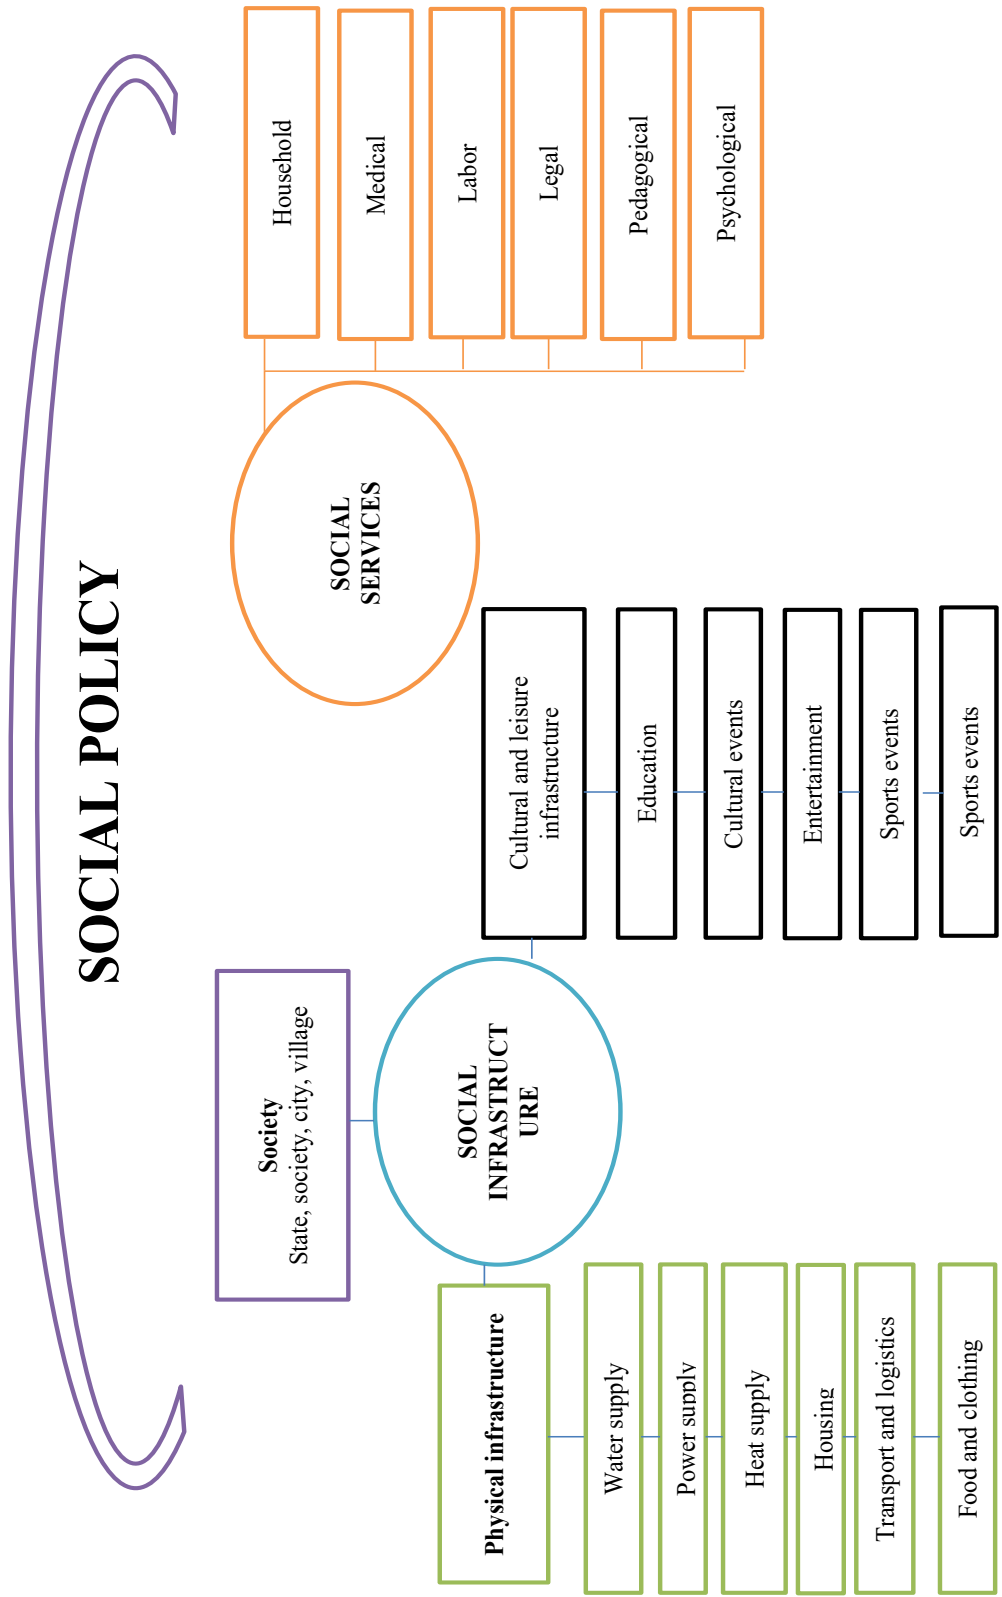 SOCIAL POLICY
Society
State, society, city, village
SOCIAL
INFRASTRUCT
URE
SOCIAL
SERVICES
Physical infrastructure
Water supply
Power supply
Heat supply
Housing
Transport and logistics
Food and clothing
Cultural and leisure
infrastructure
Education
Cultural events
Entertainment
Sports events
Sports events
Household
Medical
Labor
Legal
Pedagogical
Psychological